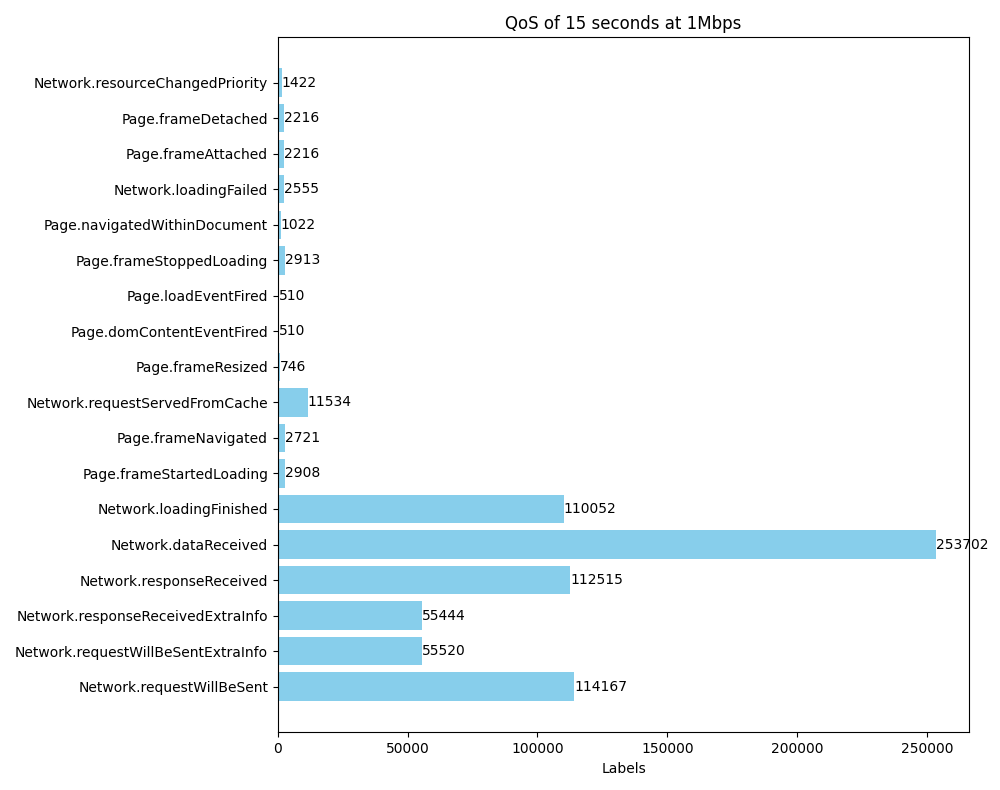 QoS of 15 seconds at 1Mbps
Network.resourceChangedPriority 1422
Page.frameDetached 2216
Page.frameAttached 2216
Network.loadingFailed 2555
Page.navigatedWithinDocument 1022
Page.frameStoppedLoading 2913
Page.loadEventFired 510
Page.domContentEventFired 510
Page.frameResized 746
Network.requestServedFromCache 11534
Page.frameNavigated 2721
Page.frameStartedLoading 2908
Network.loadingFinished 110052
Network.dataReceived 253702
Network.responseReceived 112515
Network.responseReceivedExtraInfo 55444
Network.requestWillBeSentExtraInfo 55520
Network.requestWillBeSent 114167
0 50000 100000 150000 200000 250000
Labels